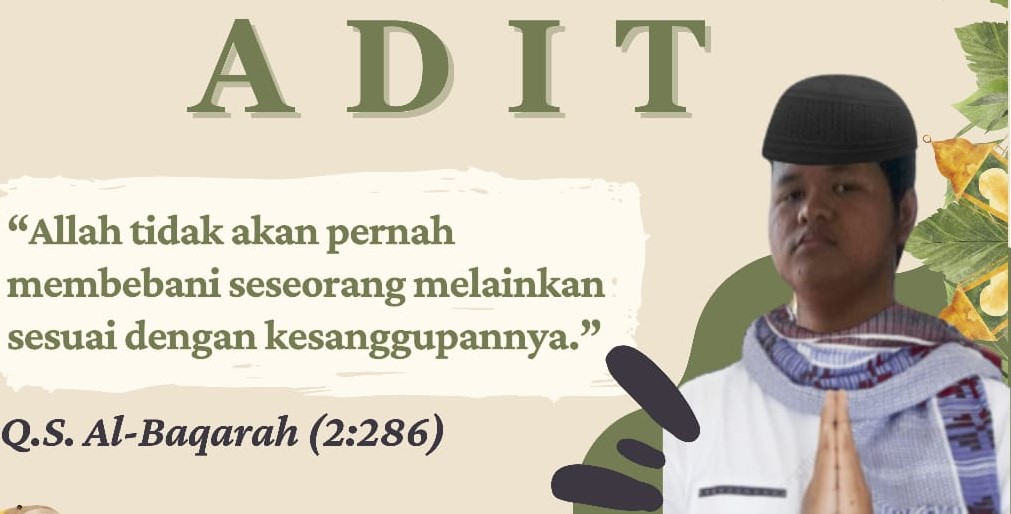 ADIT
“Allah tidak akan pernah
membebani seseorang melainkan
sesuai dengan kesanggupannya.”
Q.S. Al-Baqarah (2:286)